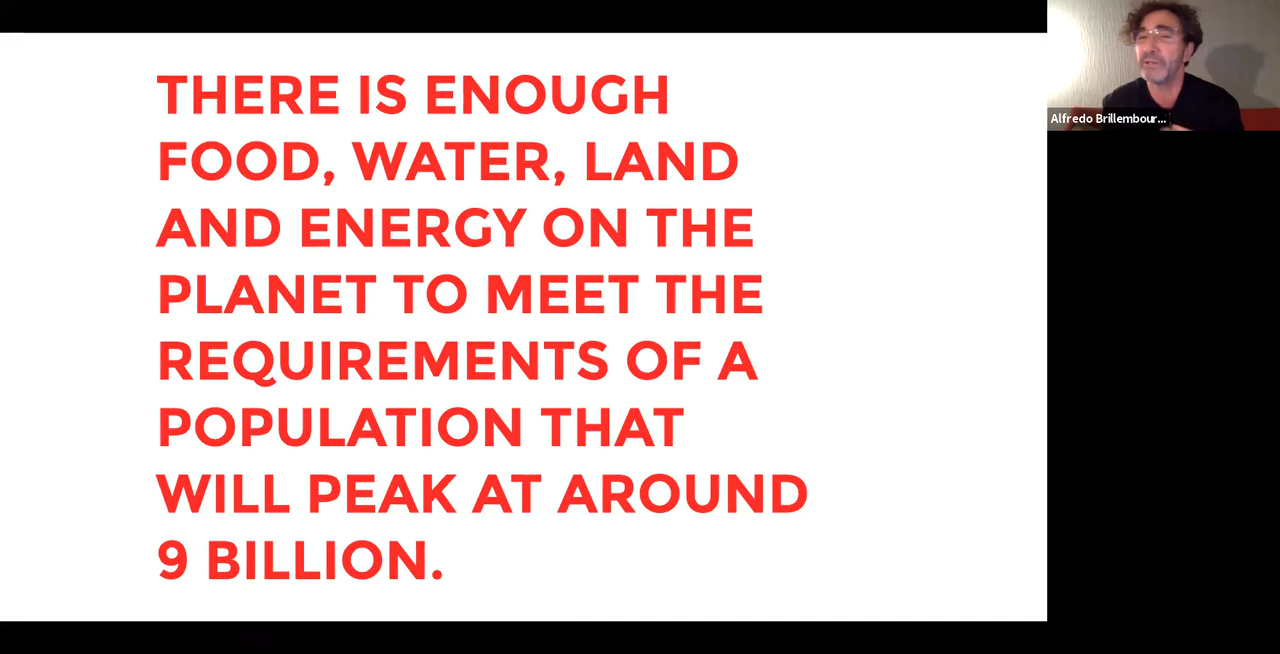 THERE IS ENOUGH
FOOD, WATER, LAND
AND ENERGY ON THE
PLANET TO MEET THE
REQUIREMENTS OF A
POPULATION THAT
WILL PEAK AT AROUND
9 BILLION.
Alfredo Brillembour...